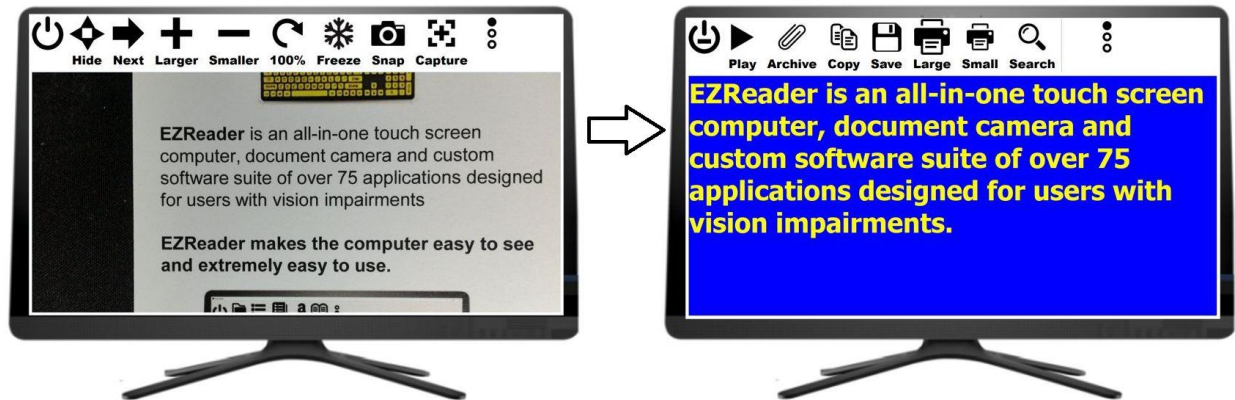 Hide Next Larger Smaller 100% Freeze Snap Capture
EZReader is an all-in-one touch screen
computer, document camera and custom
software suite of over 75 applications designed
for users with vision impairments
EZReader makes the computer easy to see
and extremely easy to use.
a
Play Archive Copy Save Large Small Search
EZReader is an all-in-one touch screen
computer, document camera and
custom software suite of over 75
applications designed for users with
vision impairments.